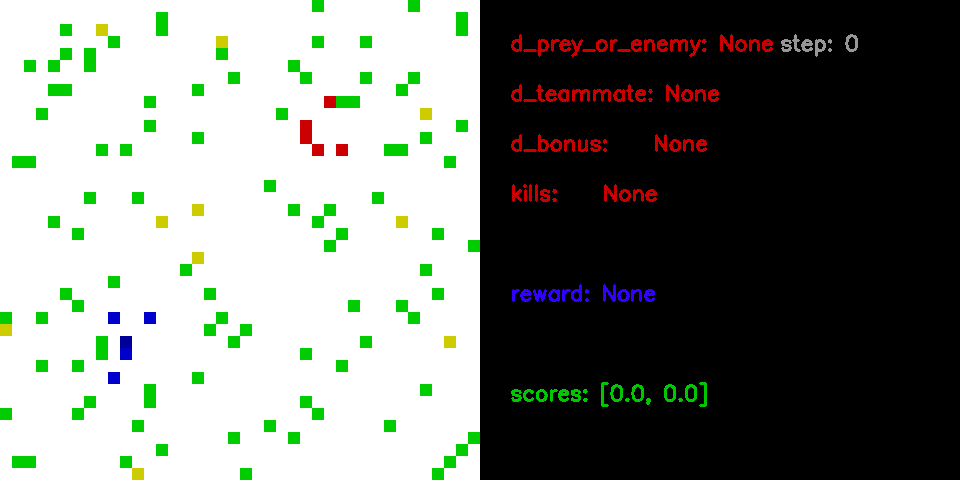 d_prey_or_enemy: None step: 0
d_teammate: None
d_bonus: None
kills: None
reward: None
scores: [0.0, 0.0]